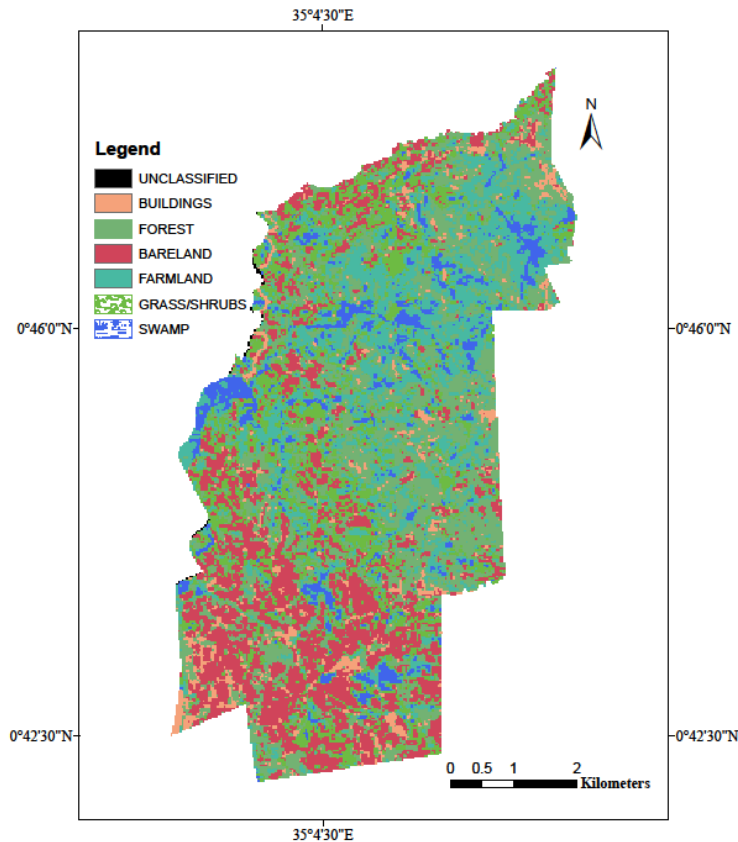 35°4'30"E
N
Legend
UNCLASSIFIED
BUILDINGS
FOREST
BARELAND
FARMLAND
GRASS/SHRUBS
SWAMP
0°46'0"N
0°46'0"N
0°42'30"N
0°42'30"N
0 0.5 1 2
Kilometers
35°4'30"E